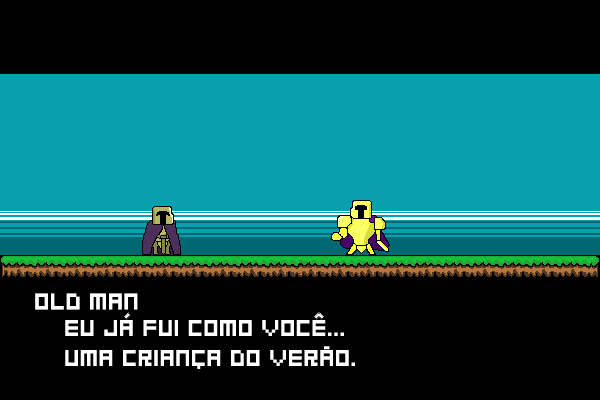 OLD MAN
EU JÁ FUI COMO VOCÊ...
UMA CRIANÇA DO VERÃO.